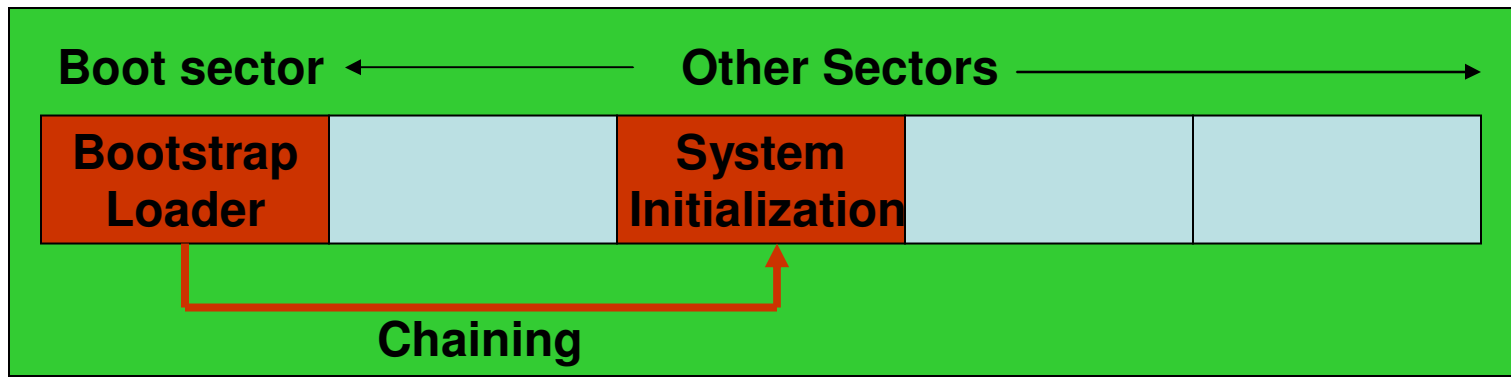 Boot sector
Other Sectors
Bootstrap
Loader
System
Initialization
Chaining